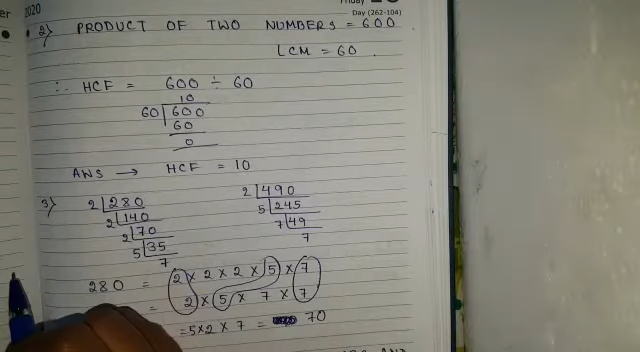 2020
Day (262-104)
2) PRODUCT OF TWO NUMBERS = 600
LCM = 60
∴ HCF = 600 ÷ 60
10
60 600
60
0
ANS → HCF = 10
3) 2 280
2 140
2 70
5 35
7
2 490
5 245
7 49
7
280 = 2 × 2 × 2 × 5 × 7
= 2 × 5 × 7 × 7
= 5 × 2 × 7 = 70